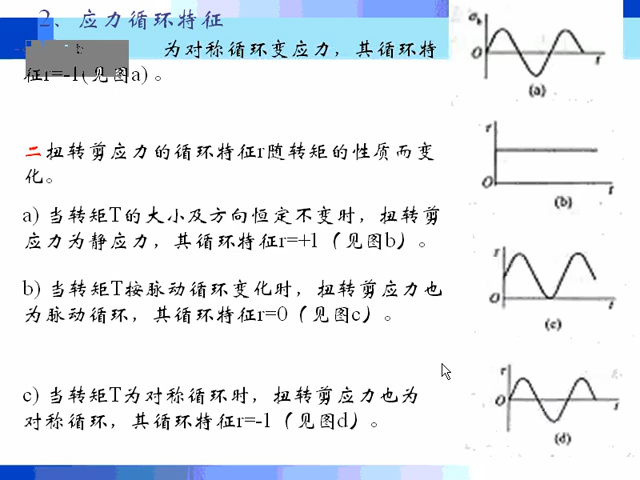 2、应力循环特征
为对称循环变应力，其循环特
征r=-1(见图a)。
二扭转剪应力的循环特征r随转矩的性质而变
化。
a) 当转矩T的大小及方向恒定不变时，扭转剪
应力为静应力，其循环特征r=+1（见图b）。
b) 当转矩T按脉动循环变化时，扭转剪应力也
为脉动循环，其循环特征r=0（见图c）。
c) 当转矩T为对称循环时，扭转剪应力也为
对称循环，其循环特征r=-1（见图d）。
σb
O
t
(a)
τ
O
t
(b)
τ
O
t
(c)
τ
O
t
(d)